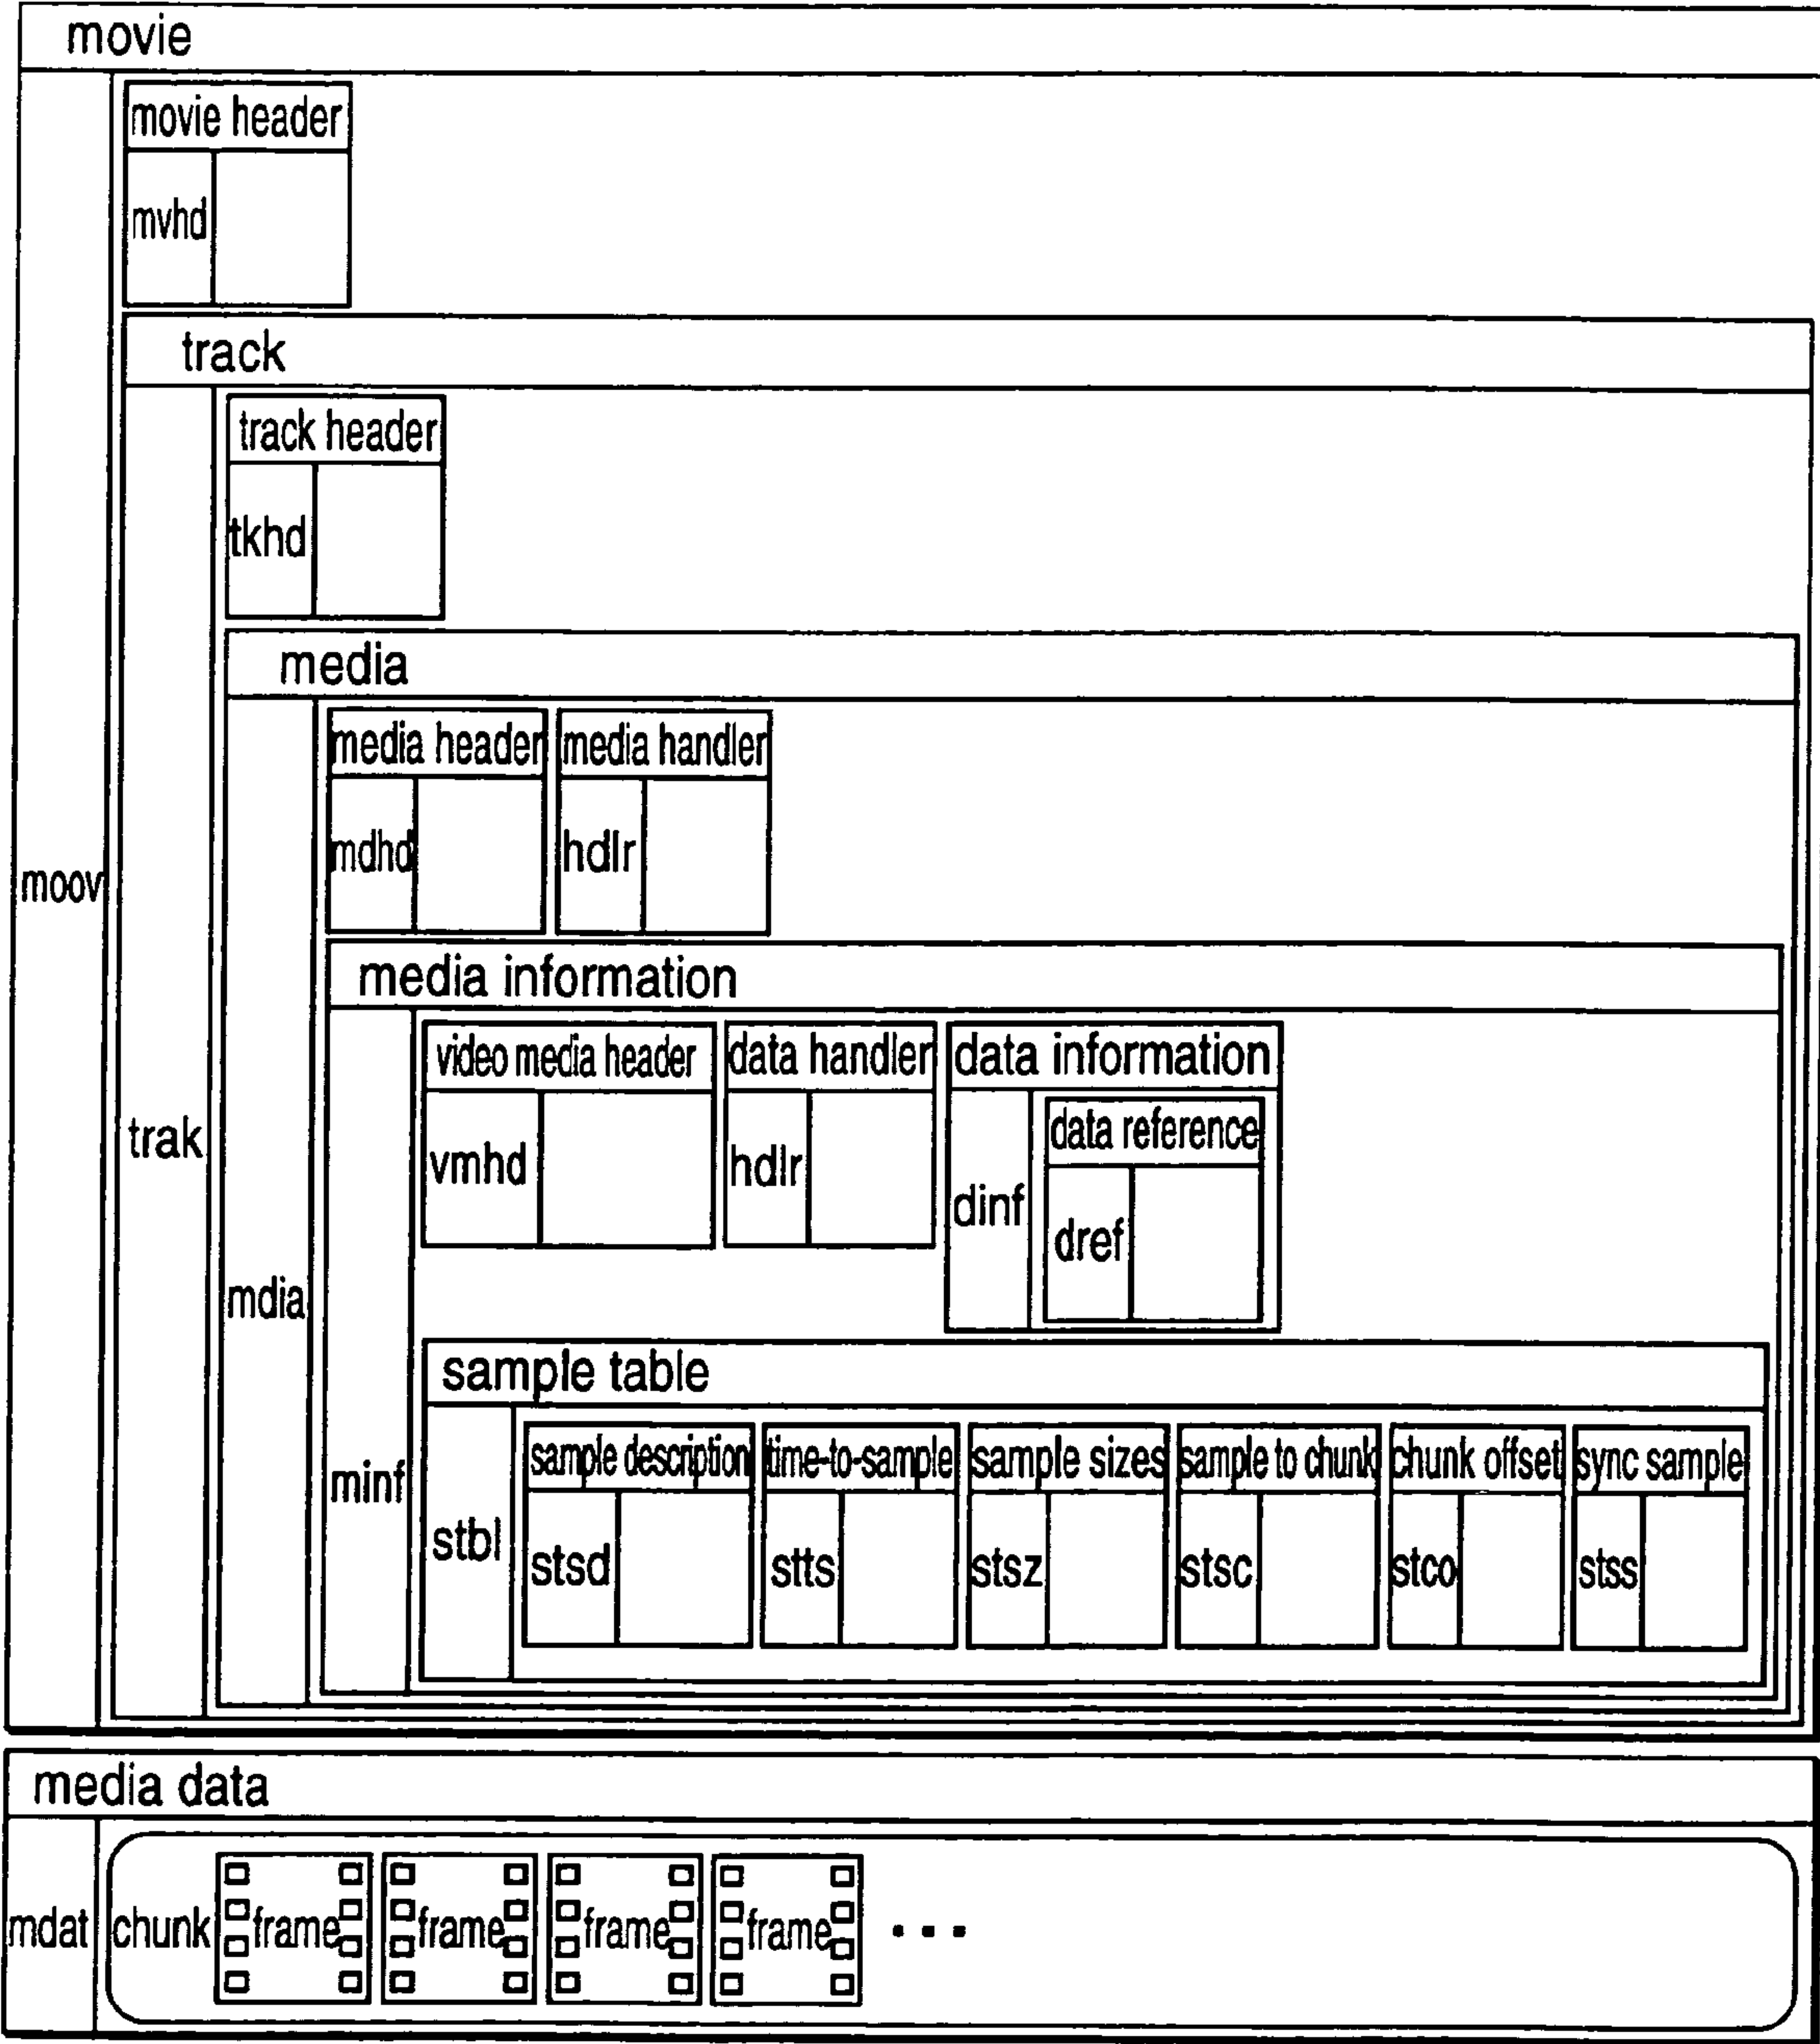 movie
movie header
mvhd
track
track header
tkhd
media
media header media handler
mdhd hdlr
moov
media information
video media header data handler data information
data reference
trak vmhd hdlr dinf dref
mdia
sample table
sample description time-to-sample sample sizes sample to chunk chunk offset sync sample
minf stbl stsd stts stsz stsc stco stss
media data
mdat chunk frame frame frame frame ...